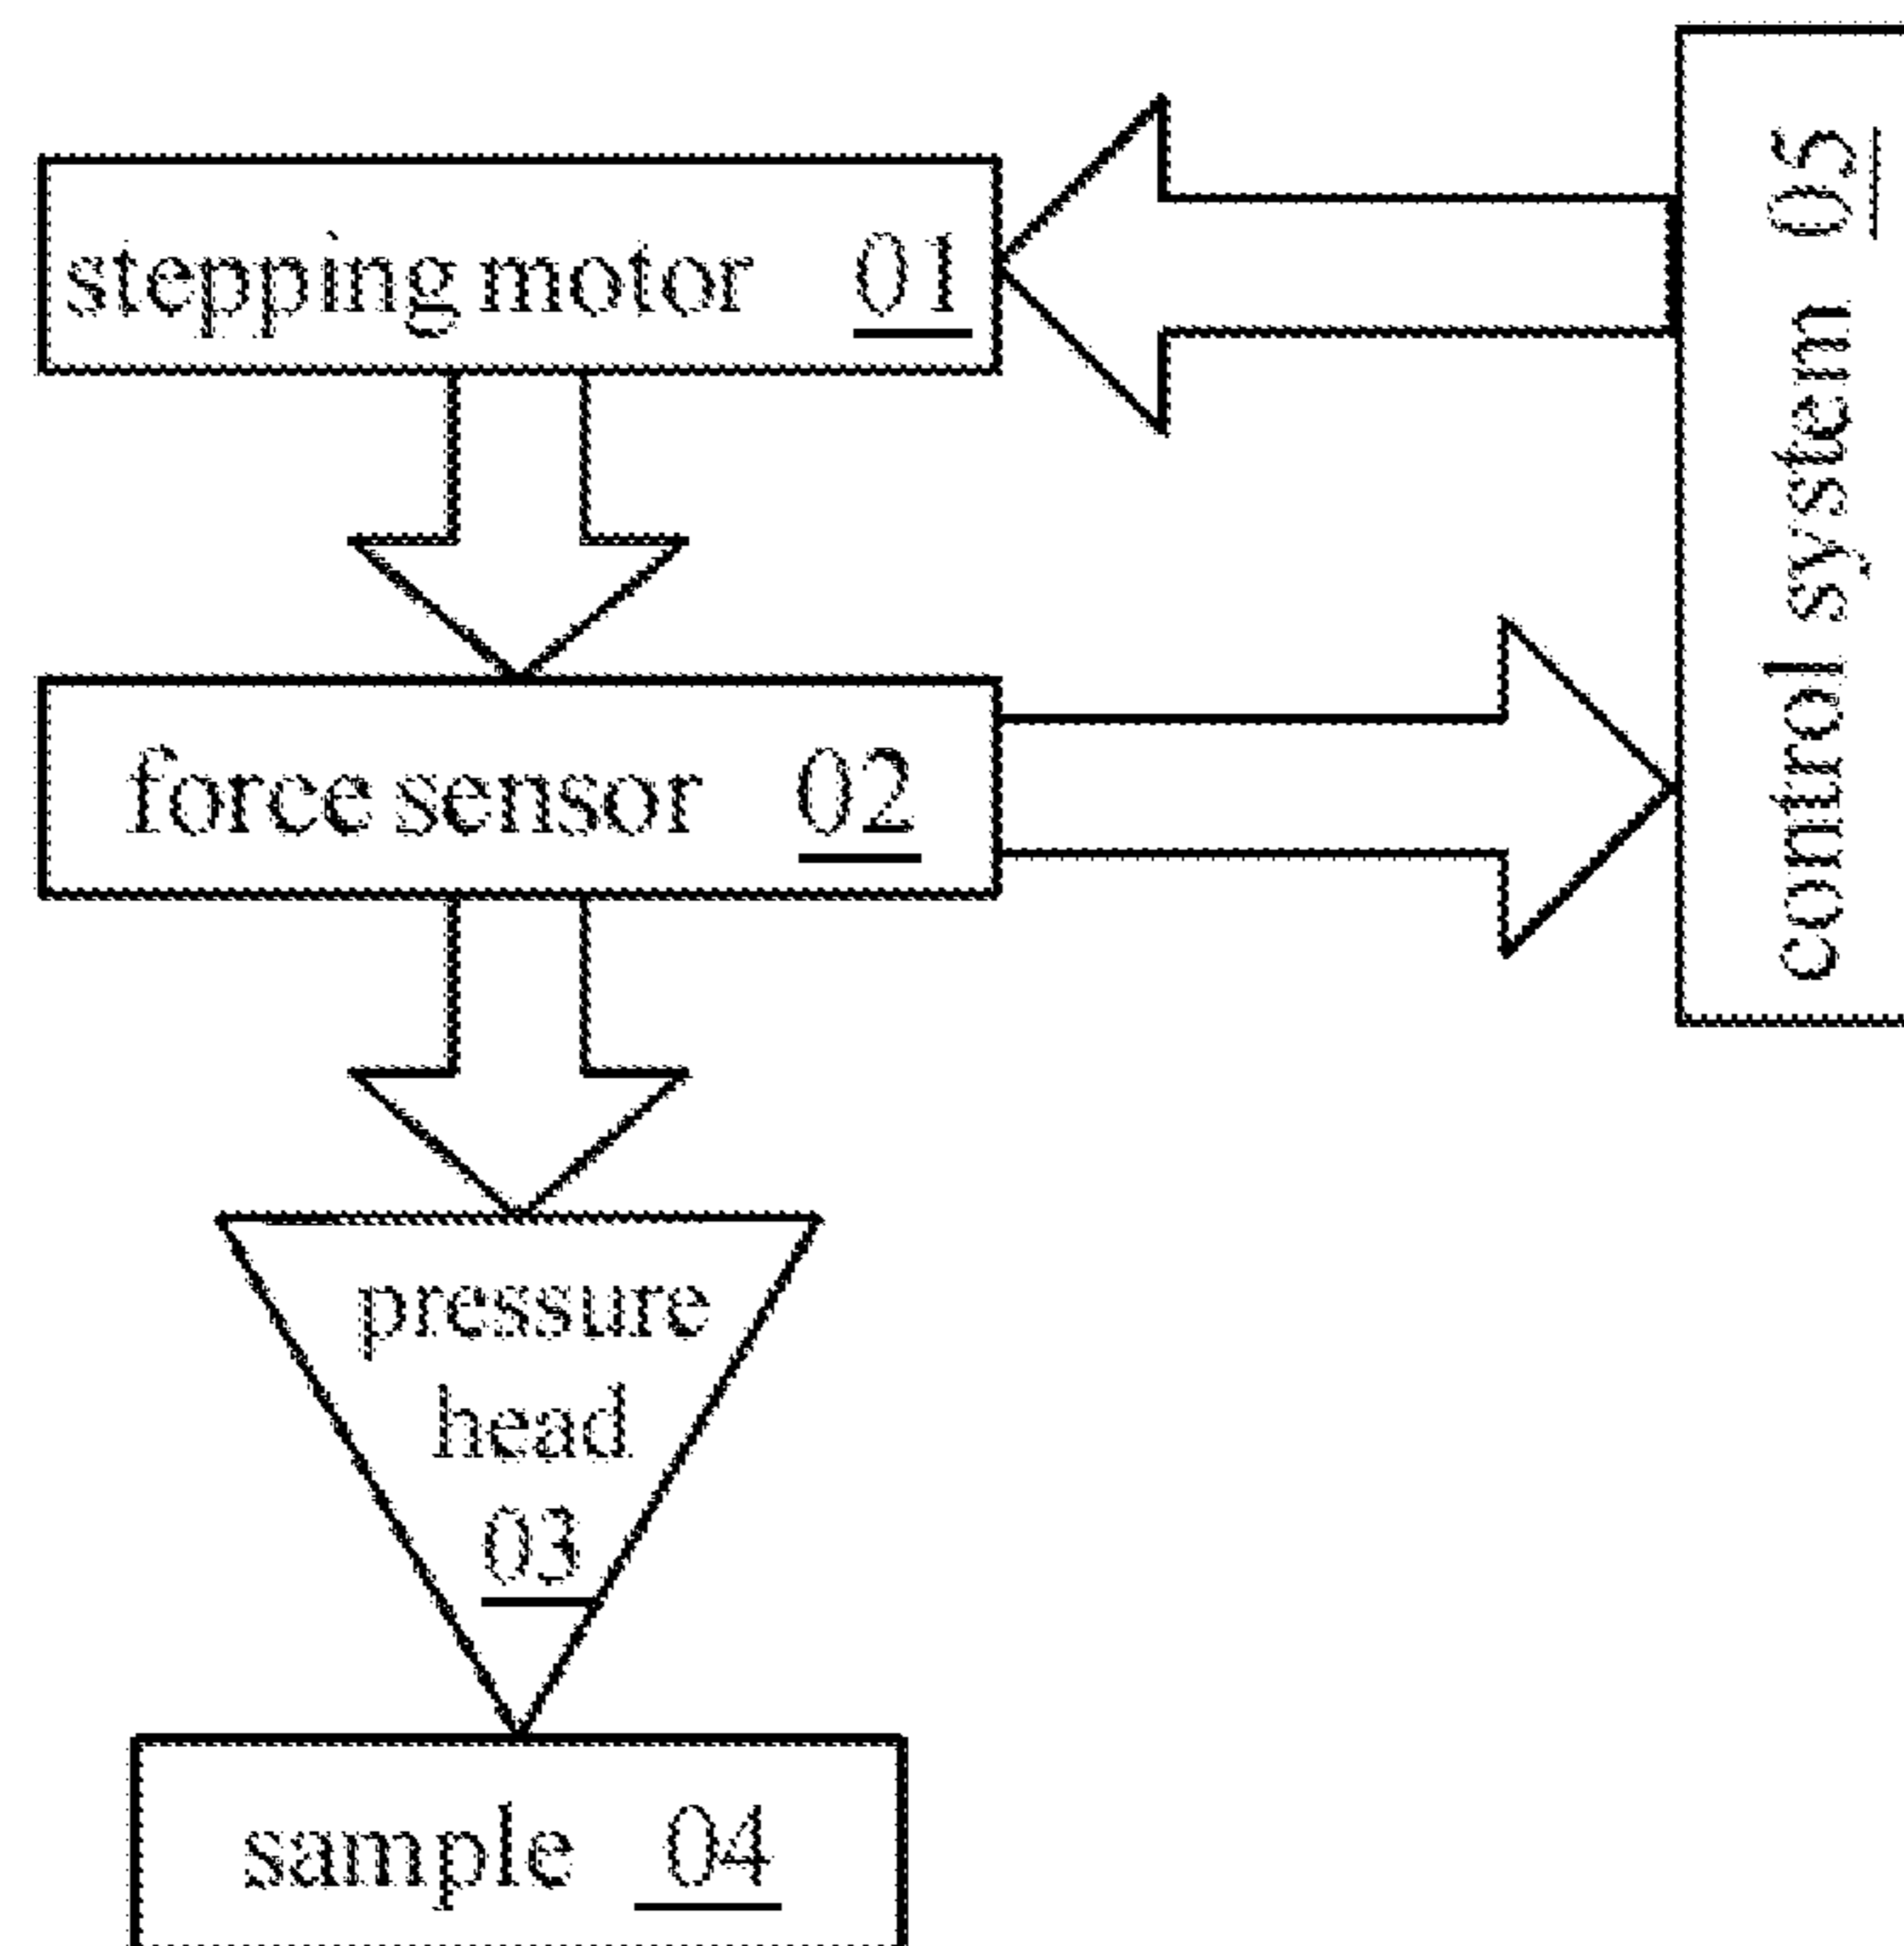 stepping motor 01
control system 05
force sensor 02
pressure
head
03
sample 04